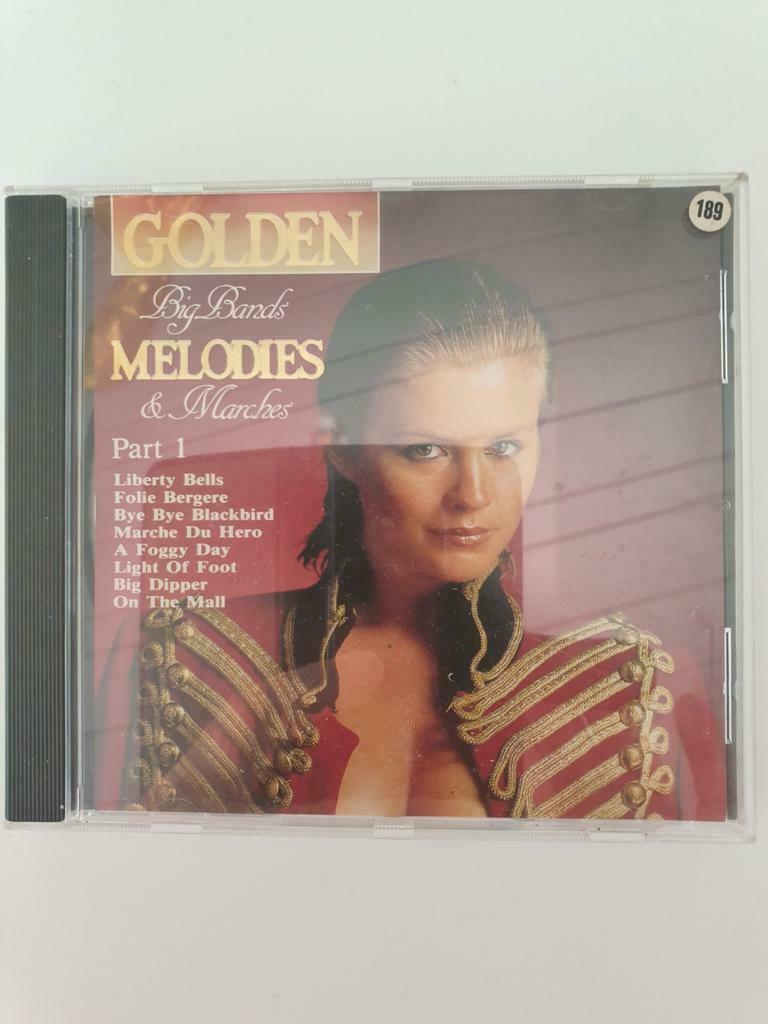 GOLDEN
Big Bands
MELODIES
& Marches
Part 1
Liberty Bells
Folie Bergere
Bye Bye Blackbird
Marche Du Hero
A Foggy Day
Light Of Foot
Big Dipper
On The Mall
189